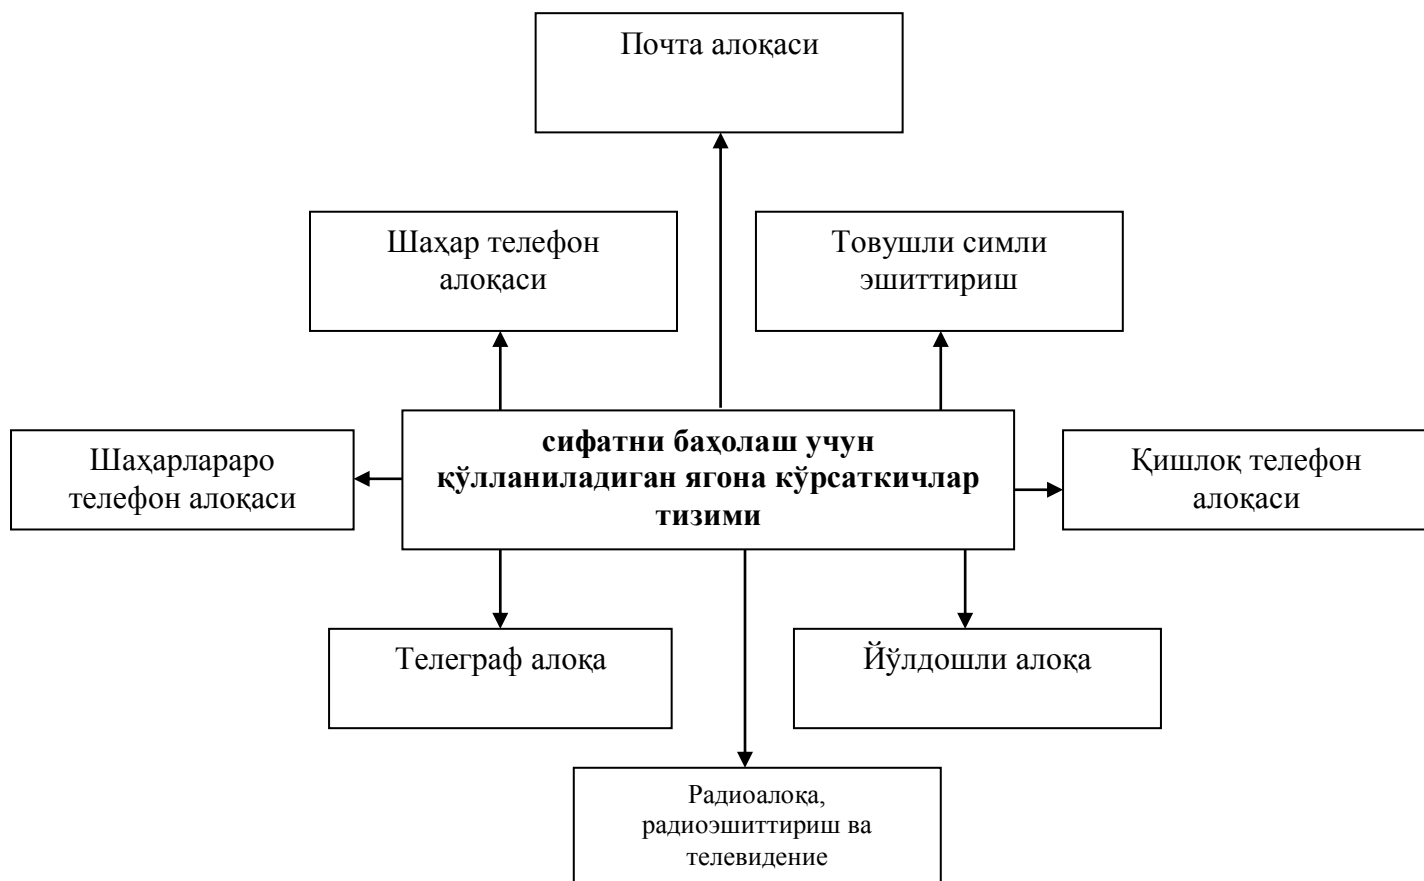 Почта алоқаси
Шаҳар телефон
алоқаси
Товушли симли
эшиттириш
сифатни баҳолаш учун
қўлланиладиган ягона кўрсаткичлар
тизими
Шаҳарлараро
телефон алоқаси
Қишлоқ телефон
алоқаси
Телеграф алоқа
Йўлдошли алоқа
Радиоалоқа,
радиоэшиттириш ва
телевидение